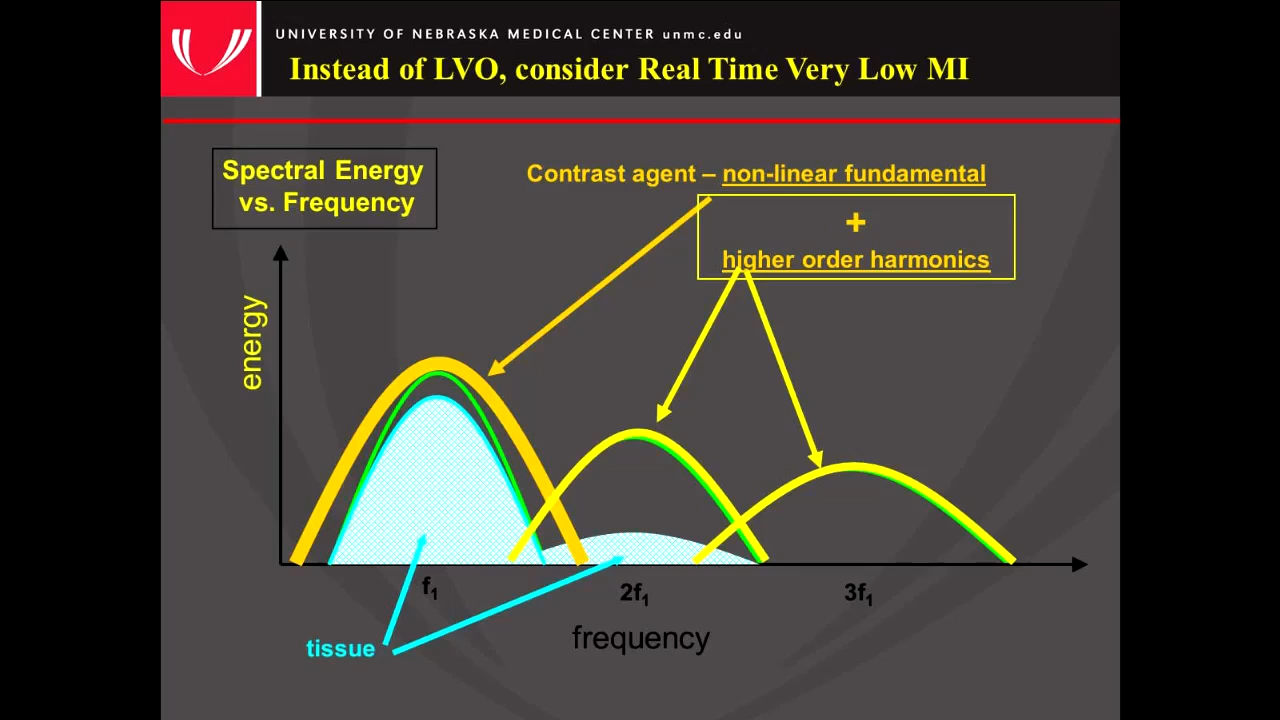 UNIVERSITY OF NEBRASKA MEDICAL CENTER unmc.edu
Instead of LVO, consider Real Time Very Low MI
Spectral Energy
vs. Frequency
Contrast agent – non-linear fundamental
+
higher order harmonics
energy
f₁
2f₁
3f₁
tissue
frequency